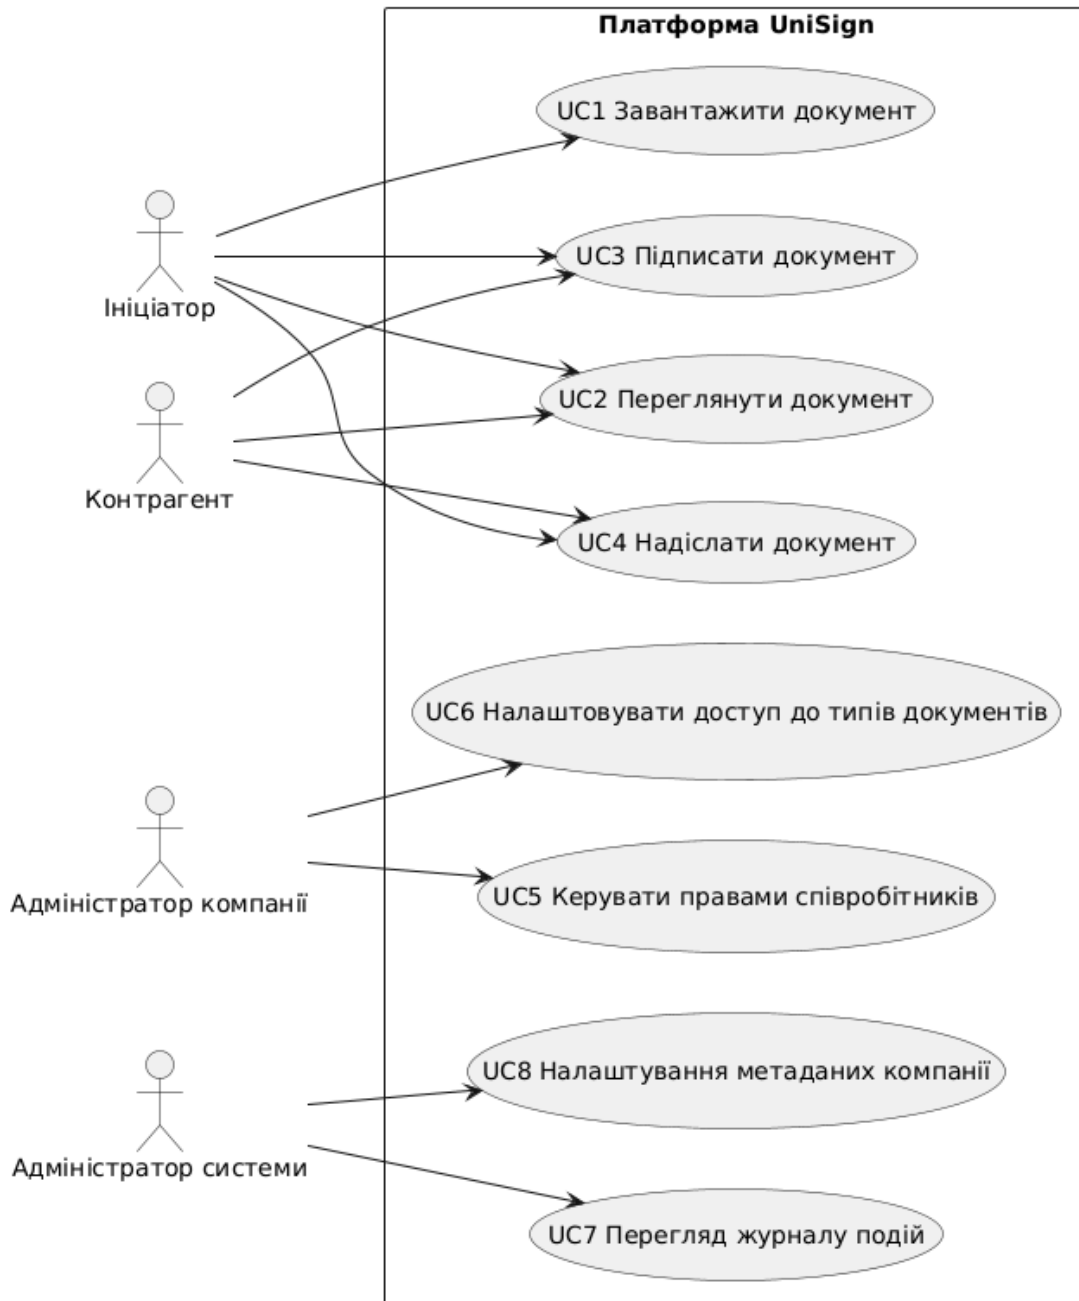 Платформа UniSign
UC1 Завантажити документ
UC3 Підписати документ
Ініціатор
UC2 Переглянути документ
Контрагент
UC4 Надіслати документ
UC6 Налаштовувати доступ до типів документів
Адміністратор компанії
UC5 Керувати правами співробітників
UC8 Налаштування метаданих компанії
Адміністратор системи
UC7 Перегляд журналу подій